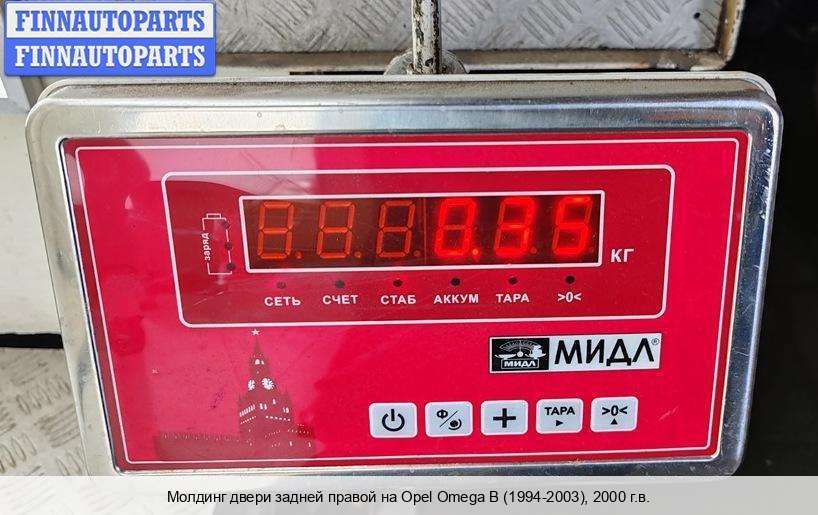 FINNAUTOPARTS
FINNAUTOPARTS
заряд
0.35
КГ
СЕТЬ СЧЕТ СТАБ АККУМ ТАРА >0<
МИДЛ МИДЛ®
Ф ТАРА >0<
Молдинг двери задней правой на Opel Omega B (1994-2003), 2000 г.в.